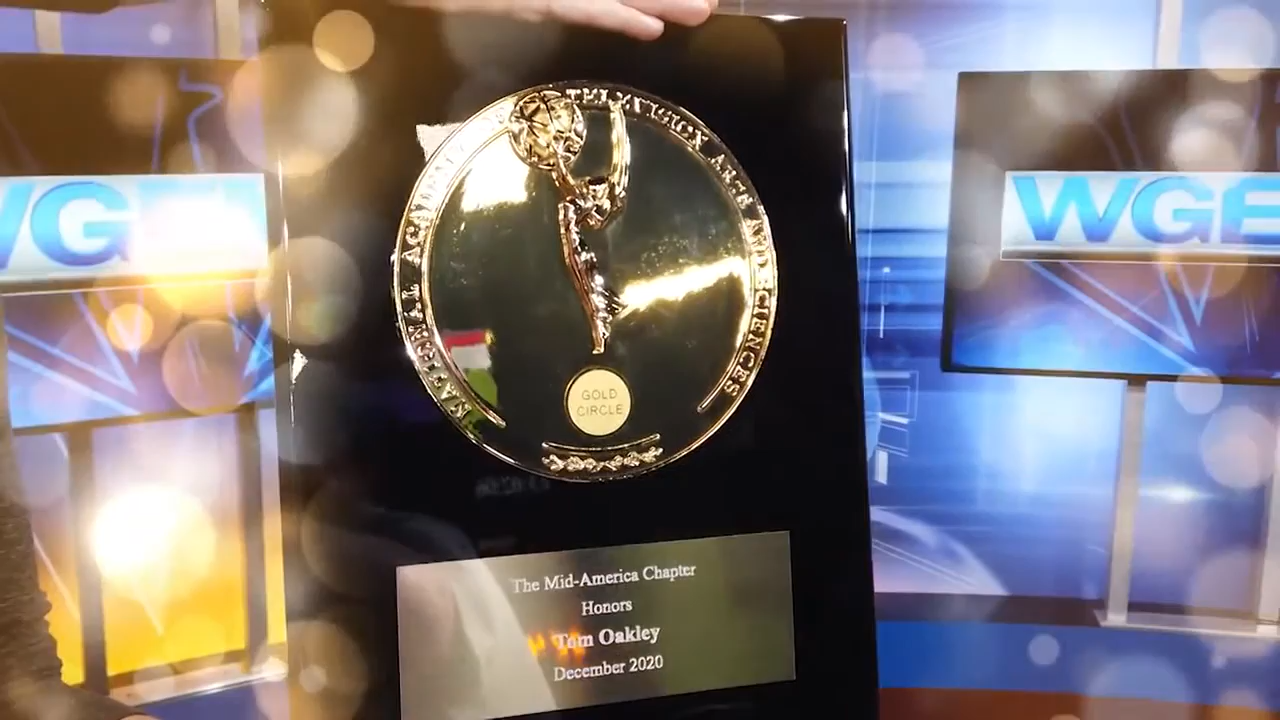 NATIONAL ACADEMY OF TELEVISION ARTS AND SCIENCES
WGE
WGE
GOLD
CIRCLE
The Mid-America Chapter
Honors
Tom Oakley
December 2020